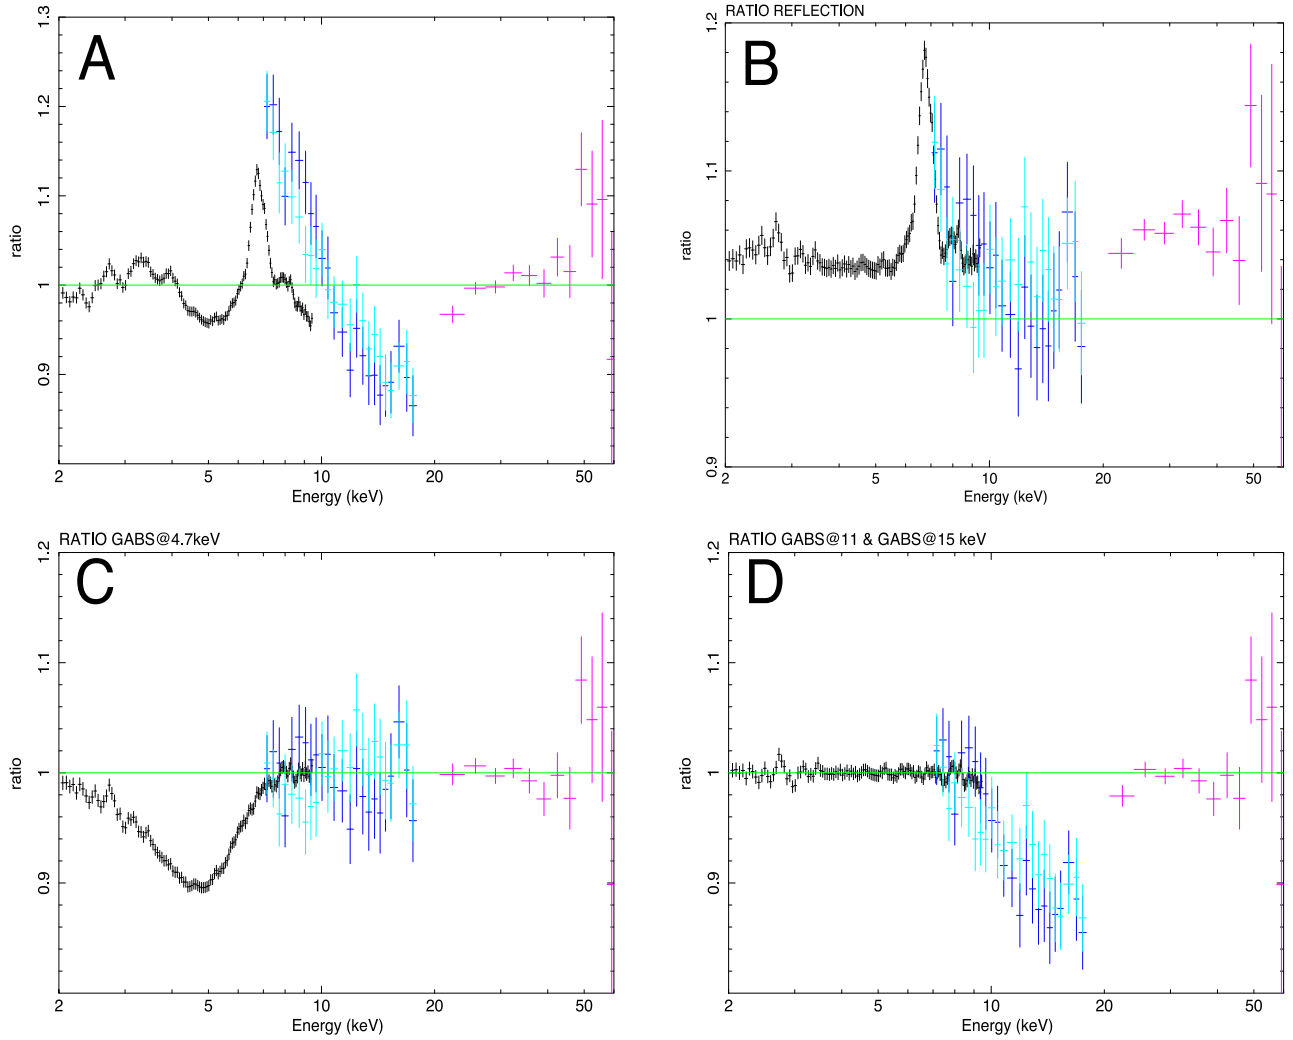 A
1.3
1.2
1.1
1
0.9
ratio
2
5
10
20
50
Energy (keV)
RATIO REFLECTION
B
1.2
1.1
1
0.9
ratio
2
5
10
20
50
Energy (keV)
RATIO GABS@4.7keV
C
1.2
1.1
1
0.9
ratio
2
5
10
20
50
Energy (keV)
RATIO GABS@11 & GABS@15 keV
D
1.2
1.1
1
0.9
ratio
2
5
10
20
50
Energy (keV)